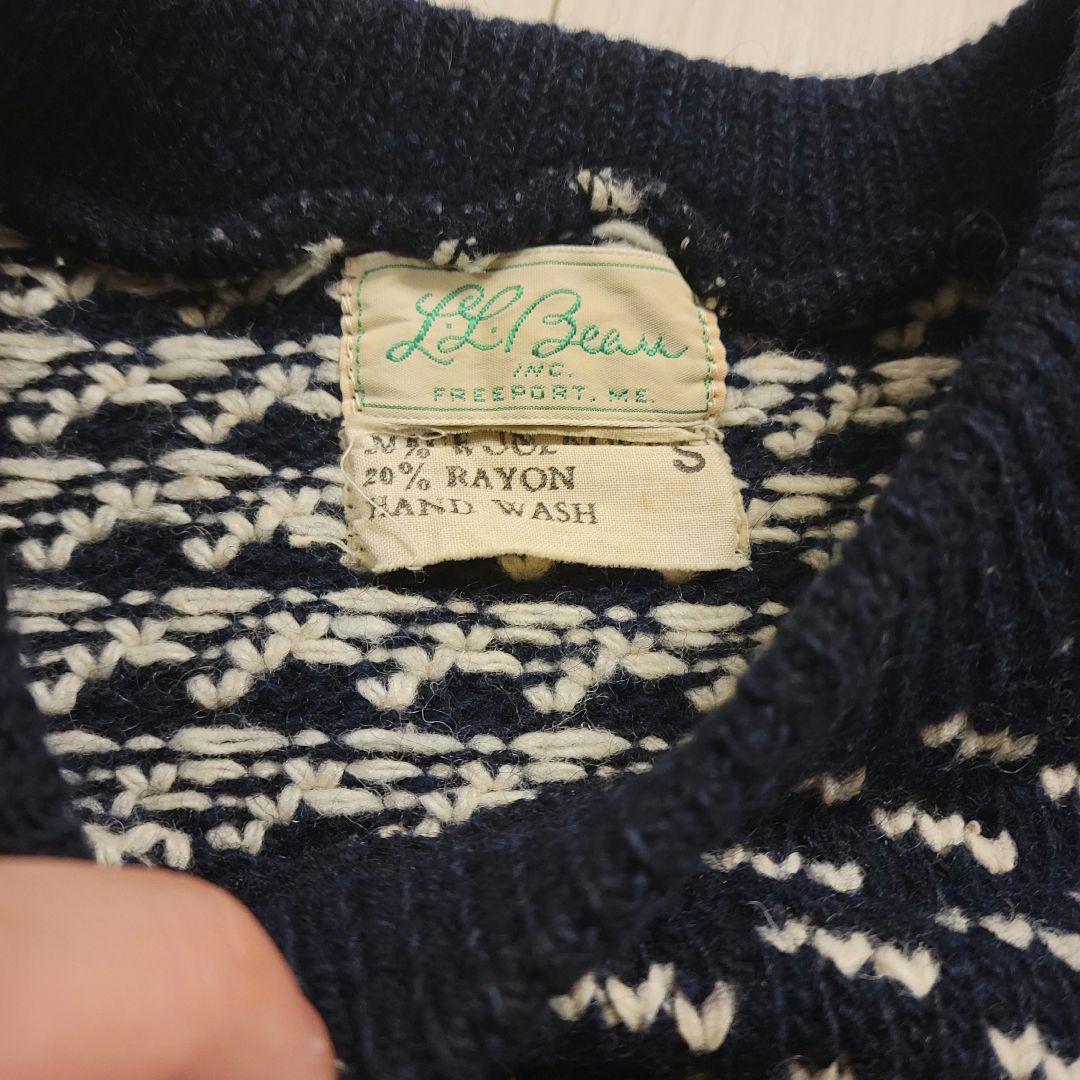 L.L. Bean
INC.
FREEPORT, ME.
S
20% RAYON
HAND WASH